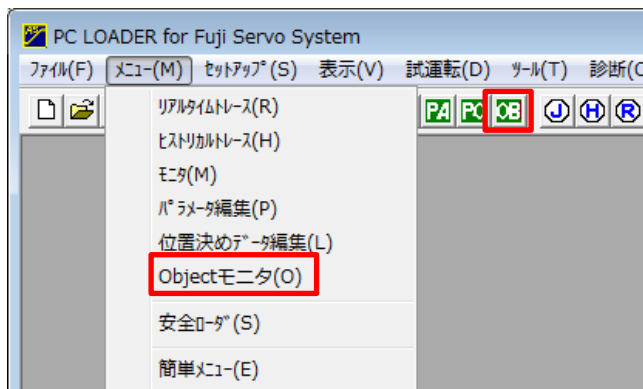 PC LOADER for Fuji Servo System
ﾌｧｲﾙ(F) ﾒﾆｭｰ(M) ｾｯﾄｱｯﾌﾟ(S) 表示(V) 試運転(D) ﾂｰﾙ(T) 診断(C
PA PO OB J H R
ﾘｱﾙﾀｲﾑﾄﾚｰｽ(R)
ﾋｽﾄﾘｶﾙﾄﾚｰｽ(H)
ﾓﾆﾀ(M)
ﾊﾟﾗﾒｰﾀ編集(P)
位置決めﾃﾞｰﾀ編集(L)
Objectモニタ(O)
安全ﾛｰﾀﾞ(S)
簡単ﾒﾆｭｰ(E)